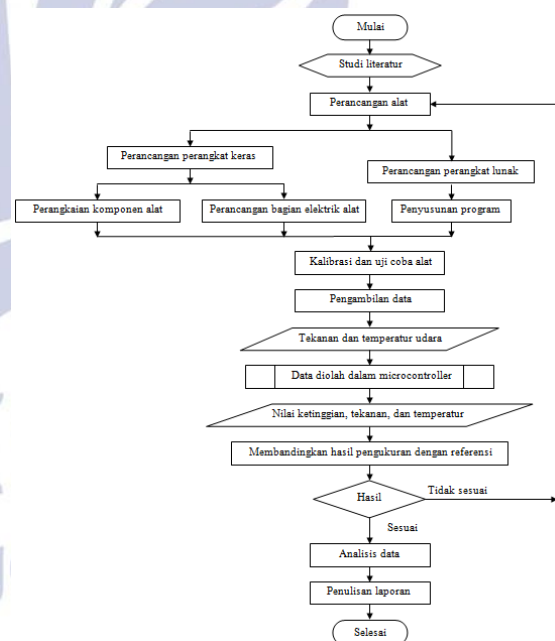 Mulai
Studi literatur
Perancangan alat
Perancangan perangkat keras
Perancangan perangkat lunak
Perangkaian komponen alat
Perancangan bagian elektrik alat
Penyusunan program
Kalibrasi dan uji coba alat
Pengambilan data
Tekanan dan temperatur udara
Data diolah dalam microcontroller
Nilai ketinggian, tekanan, dan temperatur
Membandingkan hasil pengukuran dengan referensi
Hasil
Tidak sesuai
Sesuai
Analisis data
Penulisan laporan
Selesai